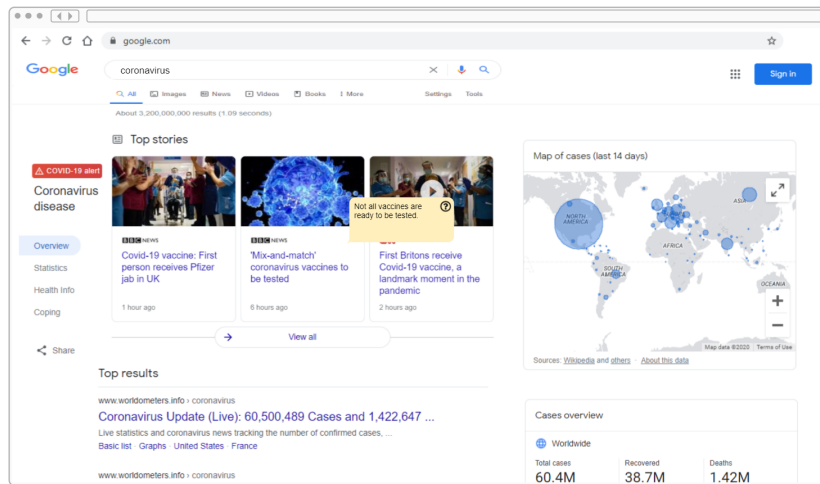 google.com
Google
coronavirus
Sign in
All Images News Videos Books More Settings Tools
About 3,200,000,000 results (1.09 seconds)
COVID-19 alert
Coronavirus
disease
Overview
Statistics
Health Info
Coping
Share
Top stories
Not all vaccines are
ready to be tested.
BBC NEWS
Covid-19 vaccine: First
person receives Pfizer
jab in UK
1 hour ago
BBC NEWS
'Mix-and-match'
coronavirus vaccines to
be tested
6 hours ago
First Britons receive
Covid-19 vaccine, a
landmark moment in the
pandemic
2 hours ago
View all
Top results
www.worldometers.info › coronavirus
Coronavirus Update (Live): 60,500,489 Cases and 1,422,647 ...
Live statistics and coronavirus news tracking the number of confirmed cases, ...
Basic list · Graphs · United States · France
www.worldometers.info › coronavirus
Map of cases (last 14 days)
NORTH
AMERICA
ASIA
AFRICA
SOUTH
AMERICA
OCEANIA
Map data ©2020 Terms of Use
Sources: Wikipedia and others · About this data
Cases overview
Worldwide
Total cases Recovered Deaths
60.4M 38.7M 1.42M